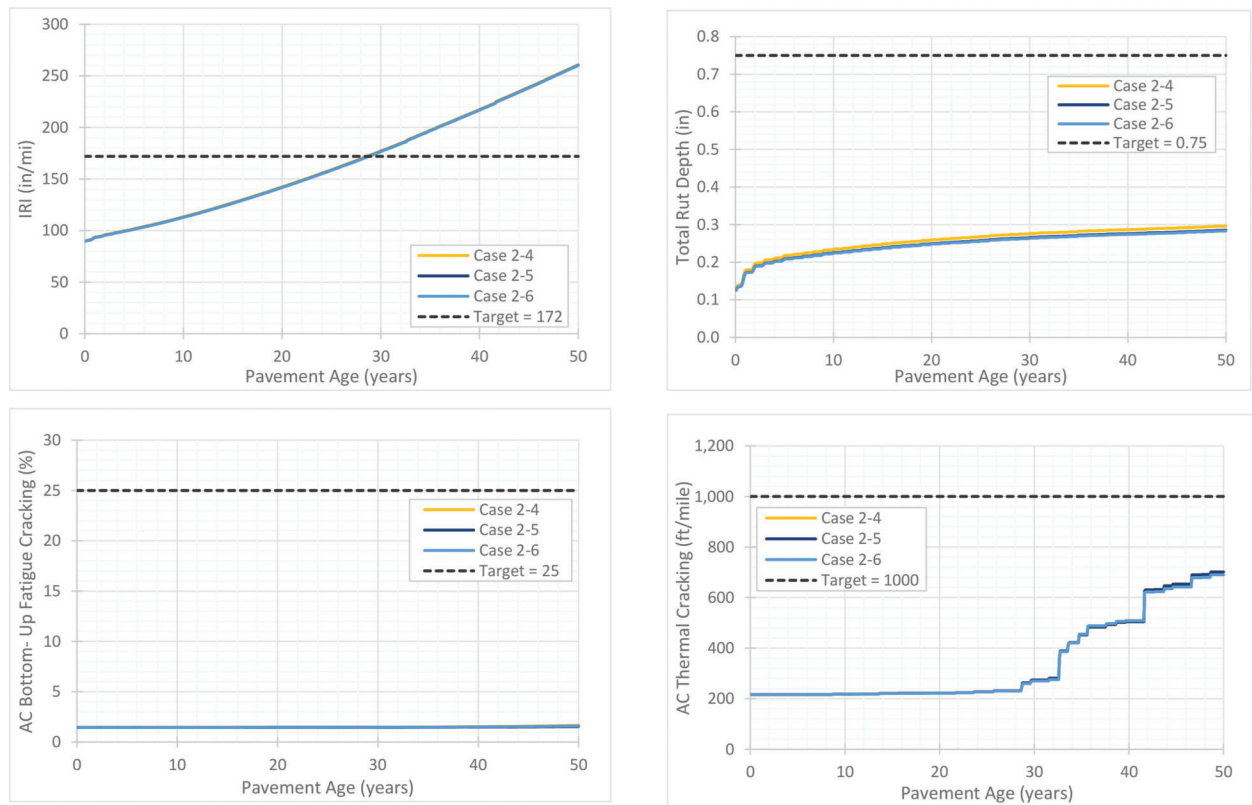 300
250
200
150
100
50
0
IRI (in/mi)
Case 2-4
Case 2-5
Case 2-6
Target = 172
0 10 20 30 40 50
Pavement Age (years)
0.8
0.7
0.6
0.5
0.4
0.3
0.2
0.1
0.0
Total Rut Depth (in)
Case 2-4
Case 2-5
Case 2-6
Target = 0.75
0 10 20 30 40 50
Pavement Age (years)
30
25
20
15
10
5
0
AC Bottom- Up Fatigue Cracking (%)
Case 2-4
Case 2-5
Case 2-6
Target = 25
0 10 20 30 40 50
Pavement Age (years)
1,200
1,000
800
600
400
200
0
AC Thermal Cracking (ft/mile)
Case 2-4
Case 2-5
Case 2-6
Target = 1000
0 10 20 30 40 50
Pavement Age (years)